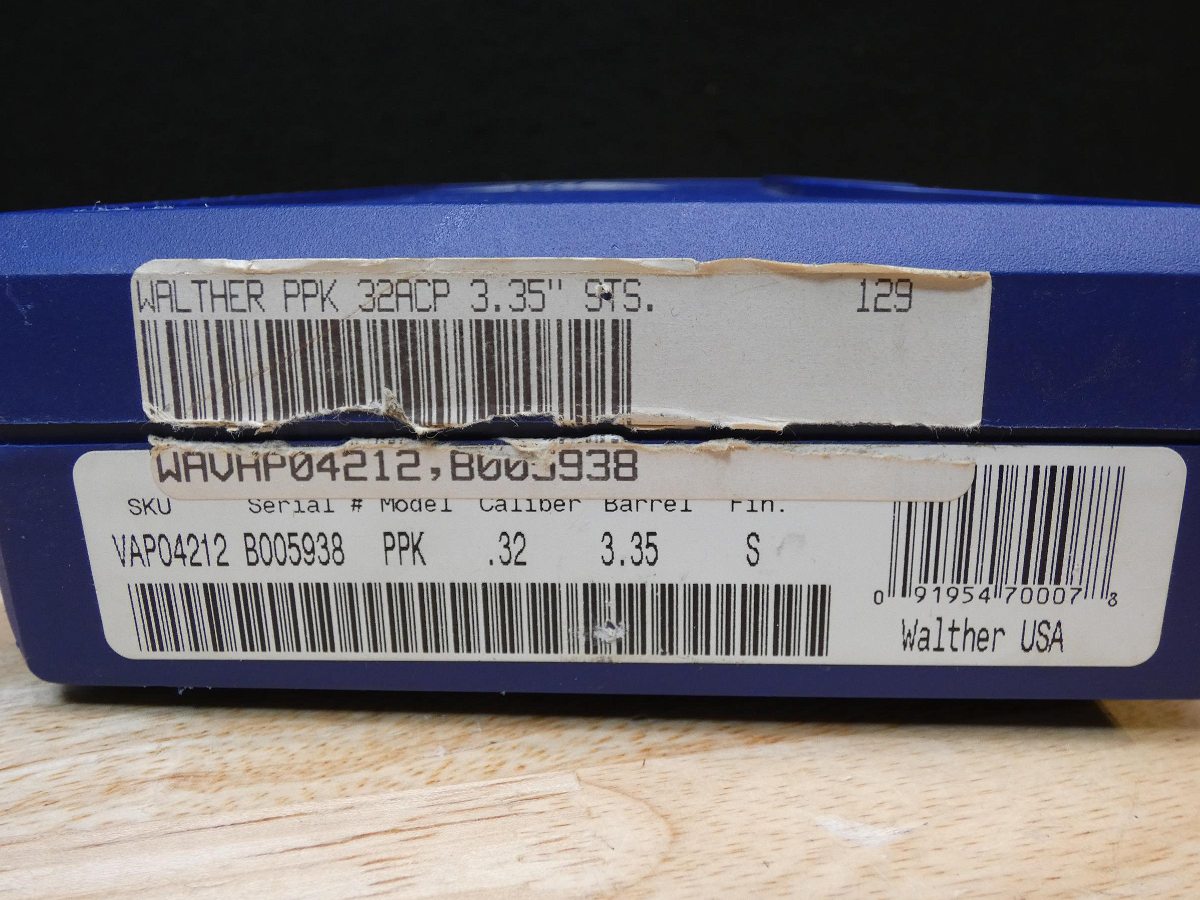 WALTHER PPK 32ACP 3.35" STS. 129
WAVAP04212,B005938
SKU Serial # Model Caliber Barrel Fin.
VAP04212 B005938 PPK .32 3.35 S
0 91954 70007 8
Walther USA